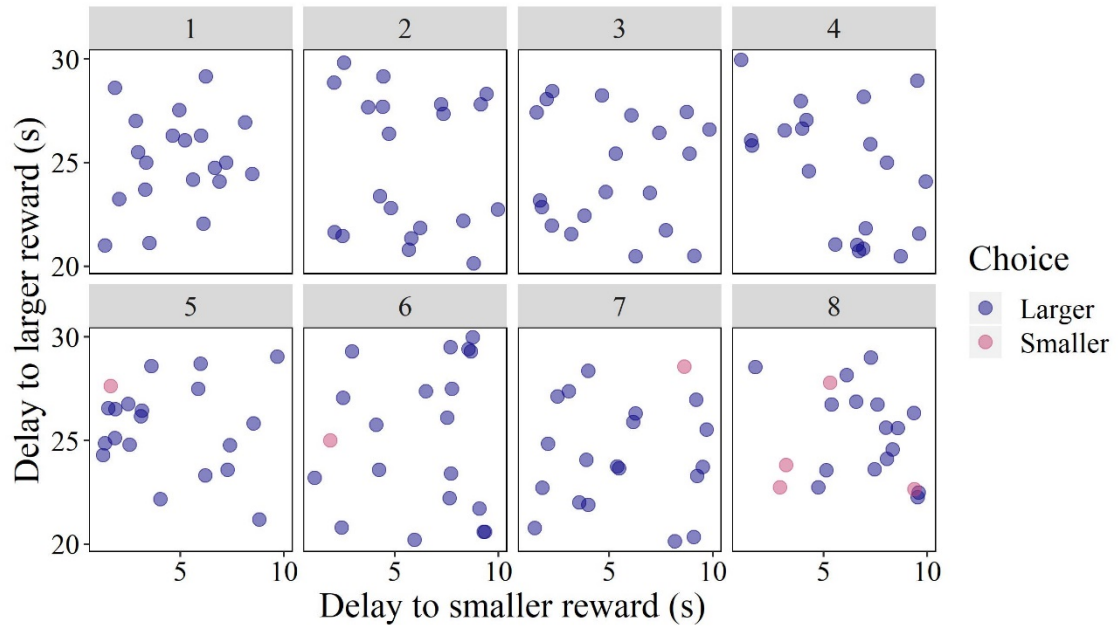 1 2 3 4
30
25
20
5 6 7 8
30
25
20
5 10 5 10 5 10 5 10
Delay to smaller reward (s)
Delay to larger reward (s)
Choice
Larger
Smaller